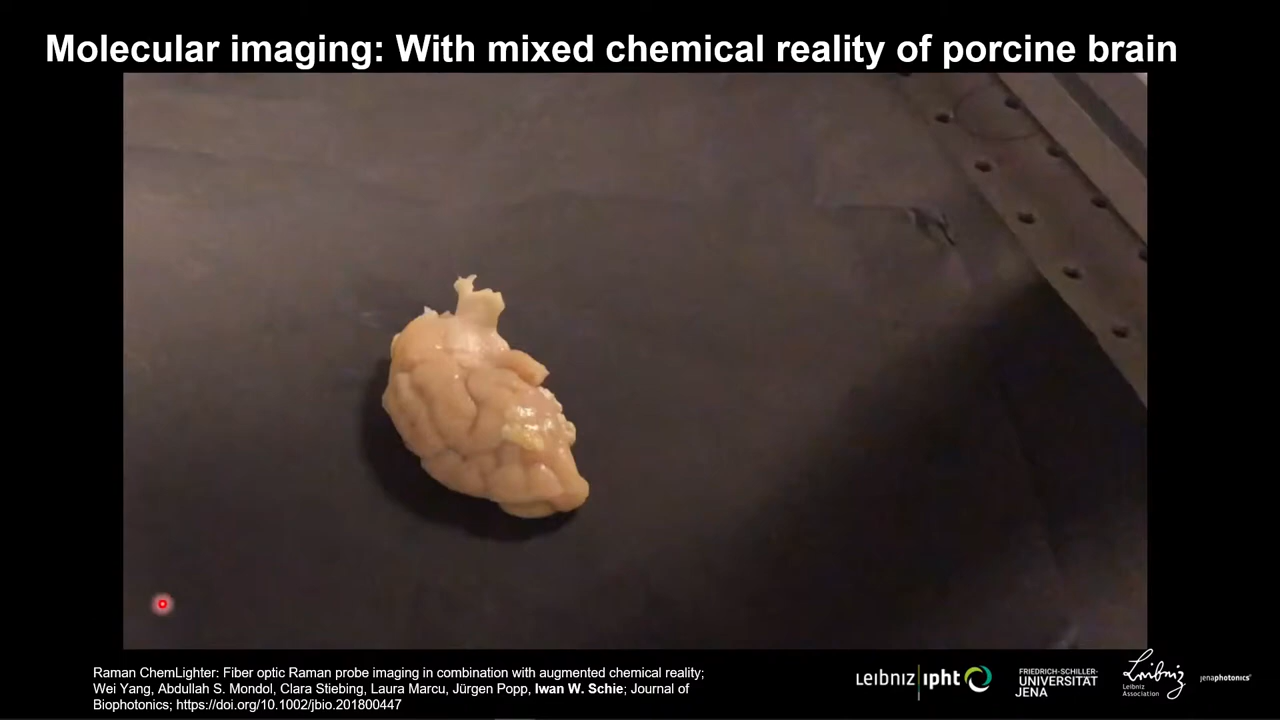 Molecular imaging: With mixed chemical reality of porcine brain
Raman ChemLighter: Fiber optic Raman probe imaging in combination with augmented chemical reality;
Wei Yang, Abdullah S. Mondol, Clara Stiebing, Laura Marcu, Jürgen Popp, Iwan W. Schie; Journal of
Biophotonics; https://doi.org/10.1002/jbio.201800447
Leibniz ipht
FRIEDRICH-SCHILLER-
UNIVERSITÄT
JENA
Leibniz
Leibniz
Association
jenaphotonics